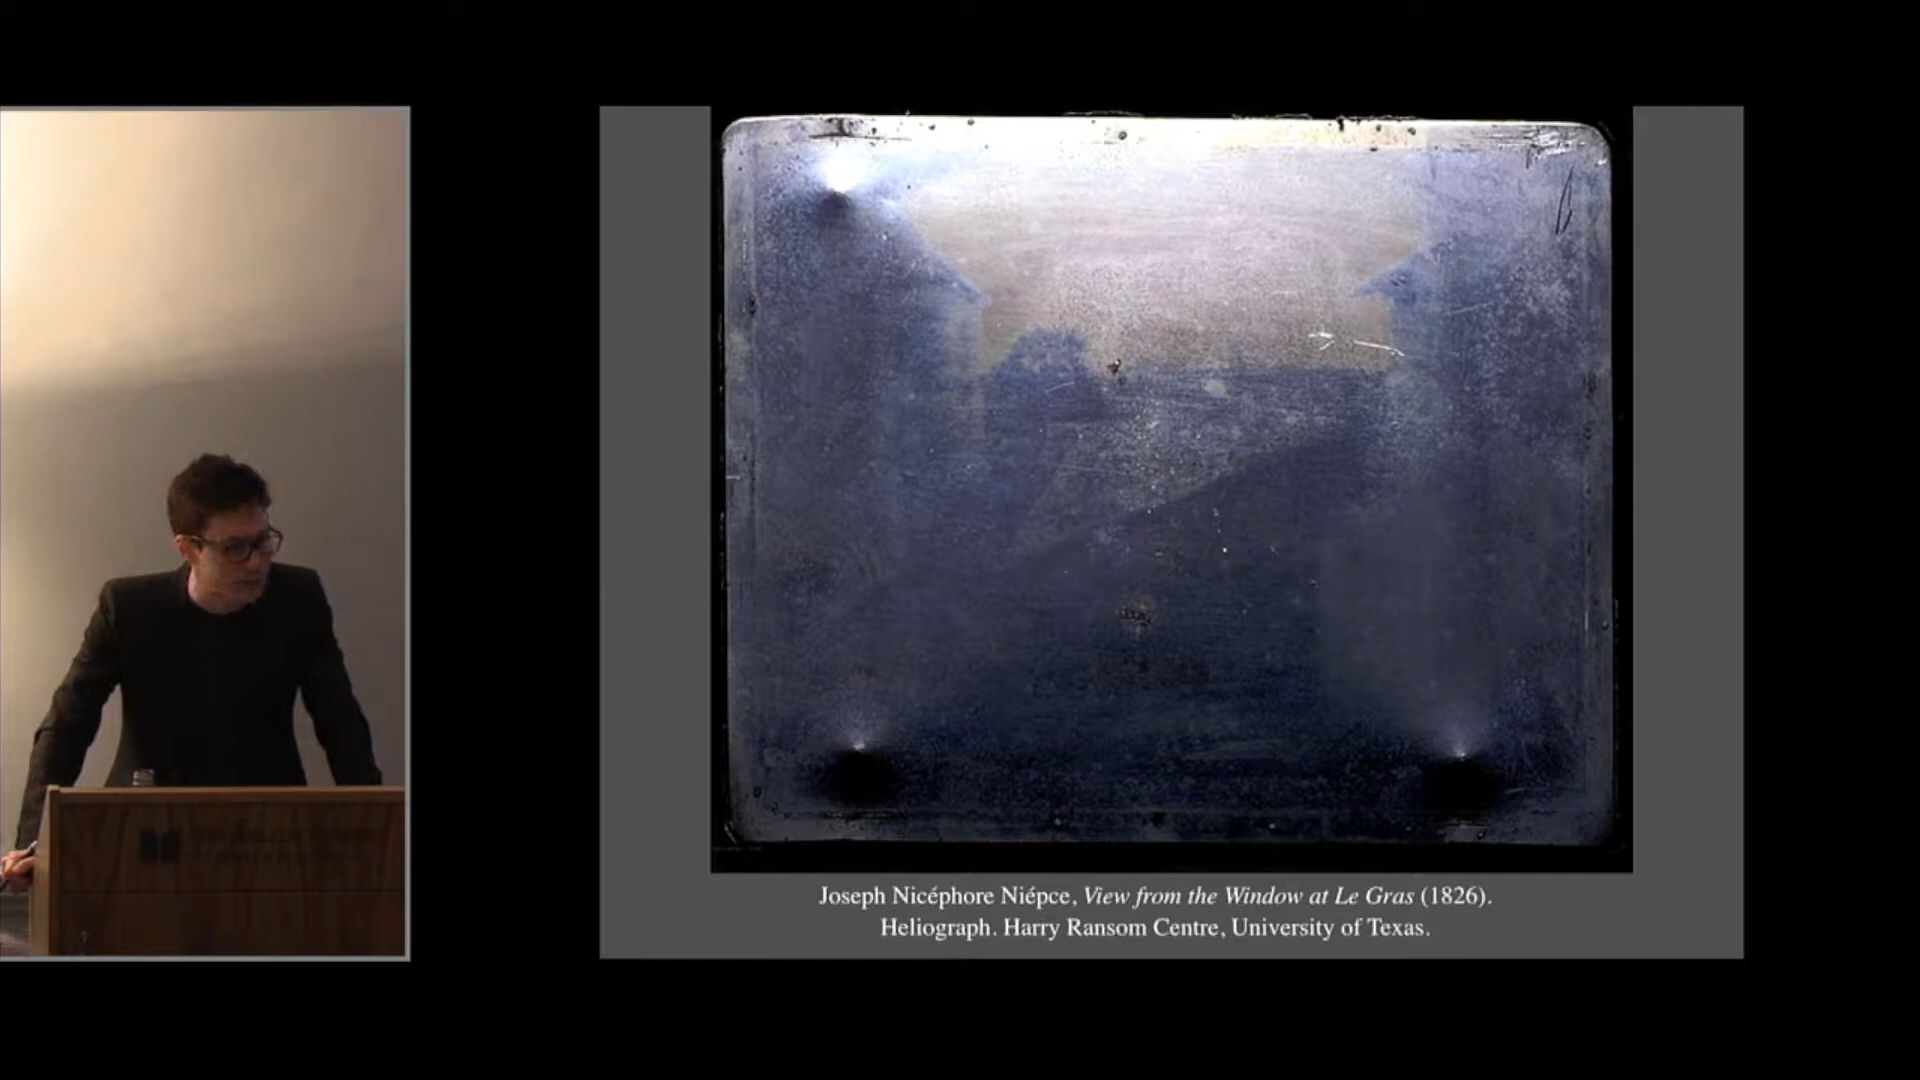 Joseph Nicéphore Niépce, View from the Window at Le Gras (1826).
Heliograph. Harry Ransom Centre, University of Texas.